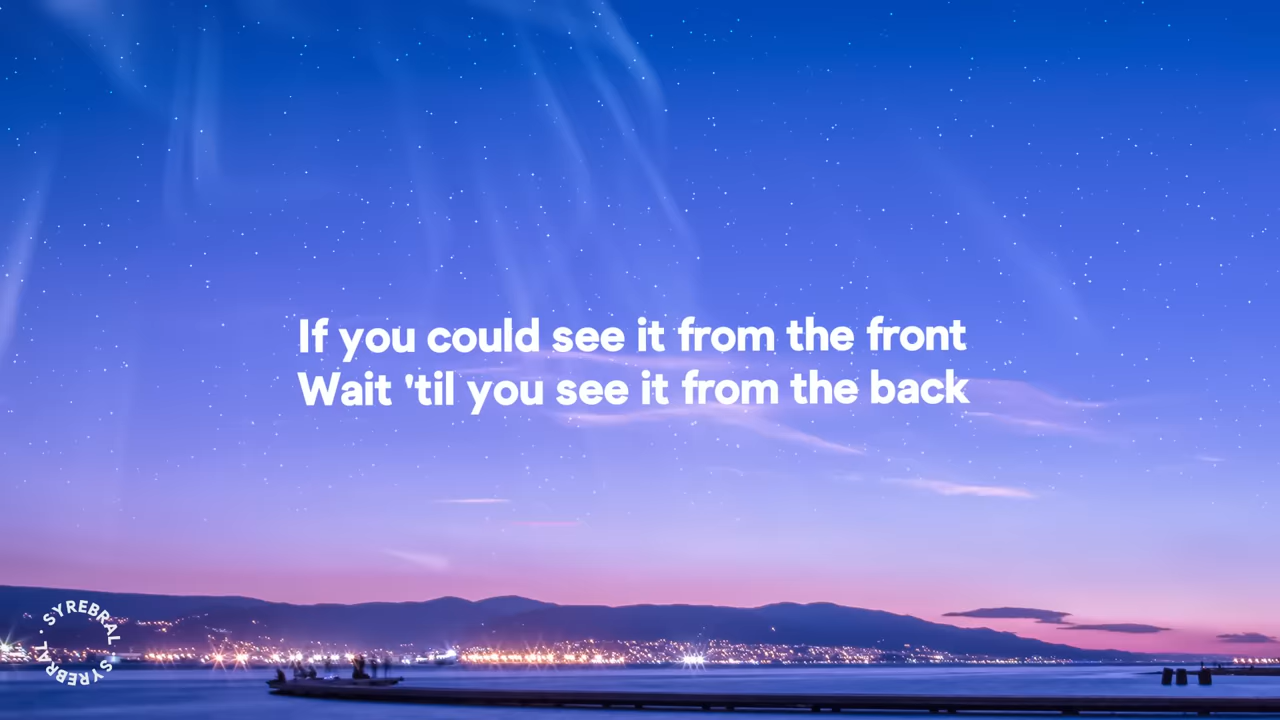 If you could see it from the front
Wait 'til you see it from the back
SYREBRAL · SYREBRAL ·